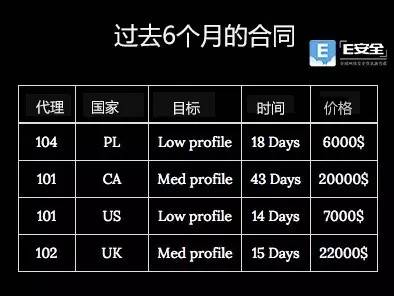 过去6个月的合同
E安全
代理 国家 目标 时间 价格
104 PL Low profile 18 Days 6000$
101 CA Med profile 43 Days 20000$
101 US Low profile 14 Days 7000$
102 UK Med profile 15 Days 22000$